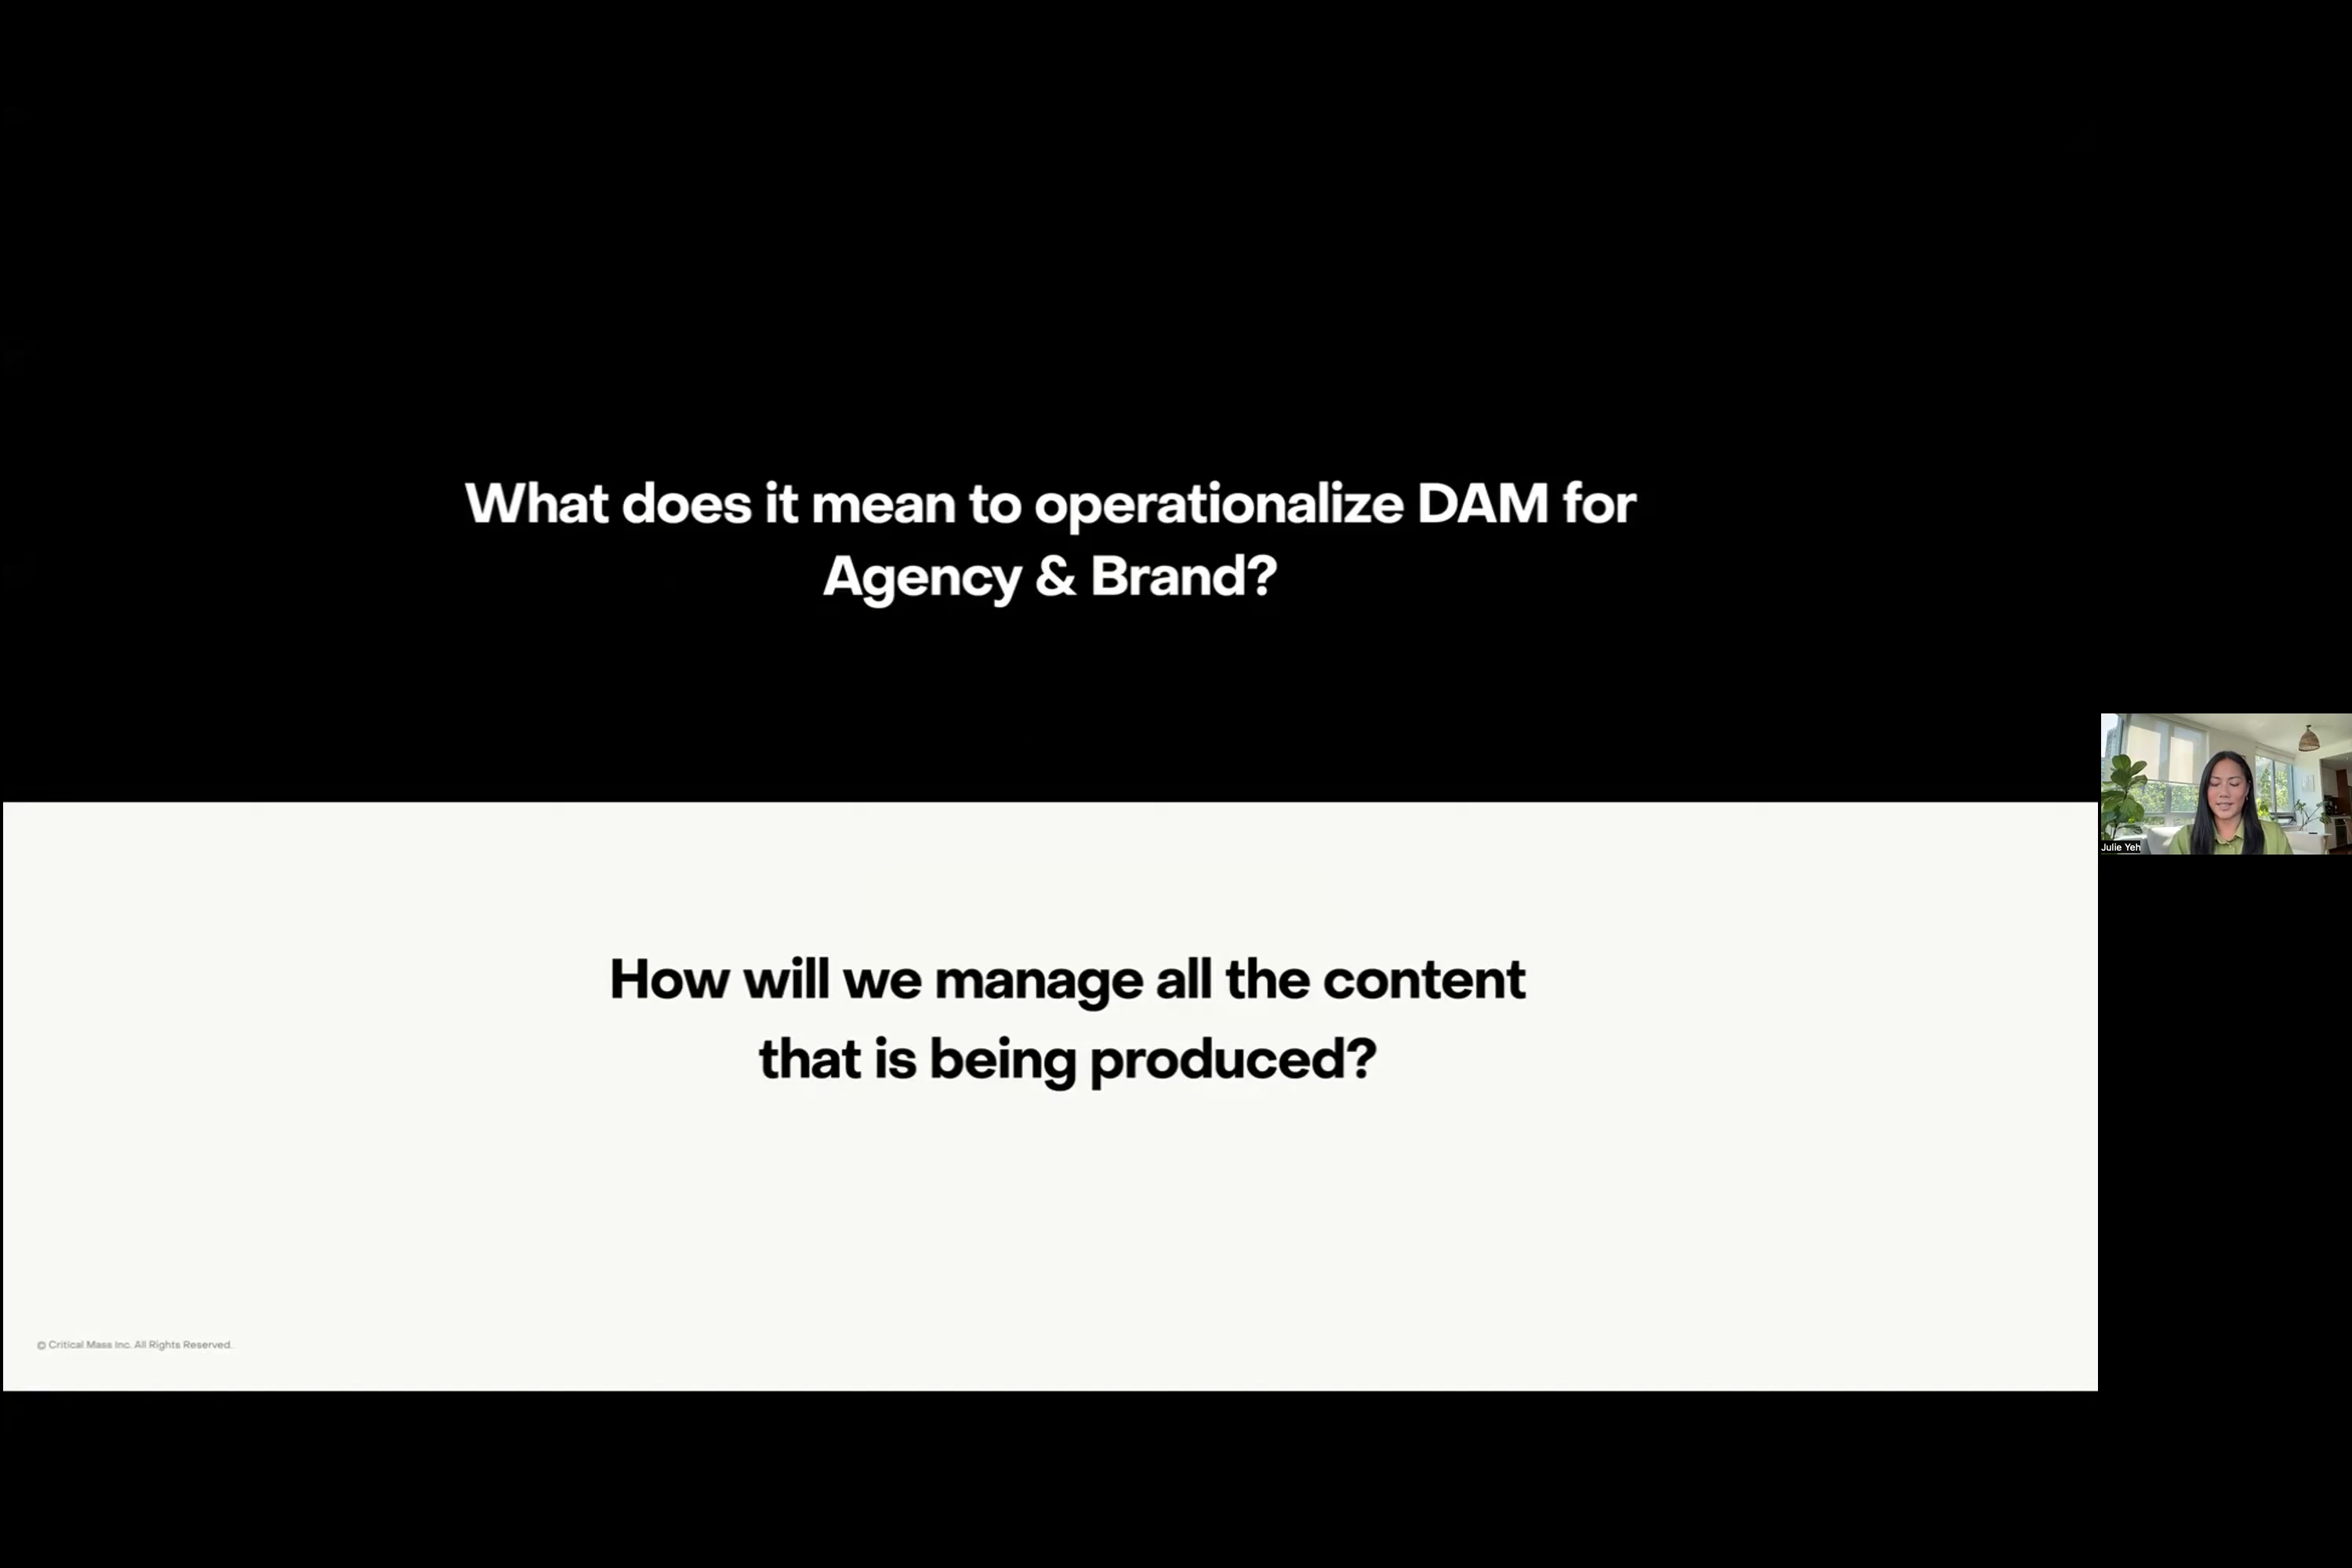 What does it mean to operationalize DAM for
Agency & Brand?
Julie Yeh
How will we manage all the content
that is being produced?
© Critical Mass Inc. All Rights Reserved.